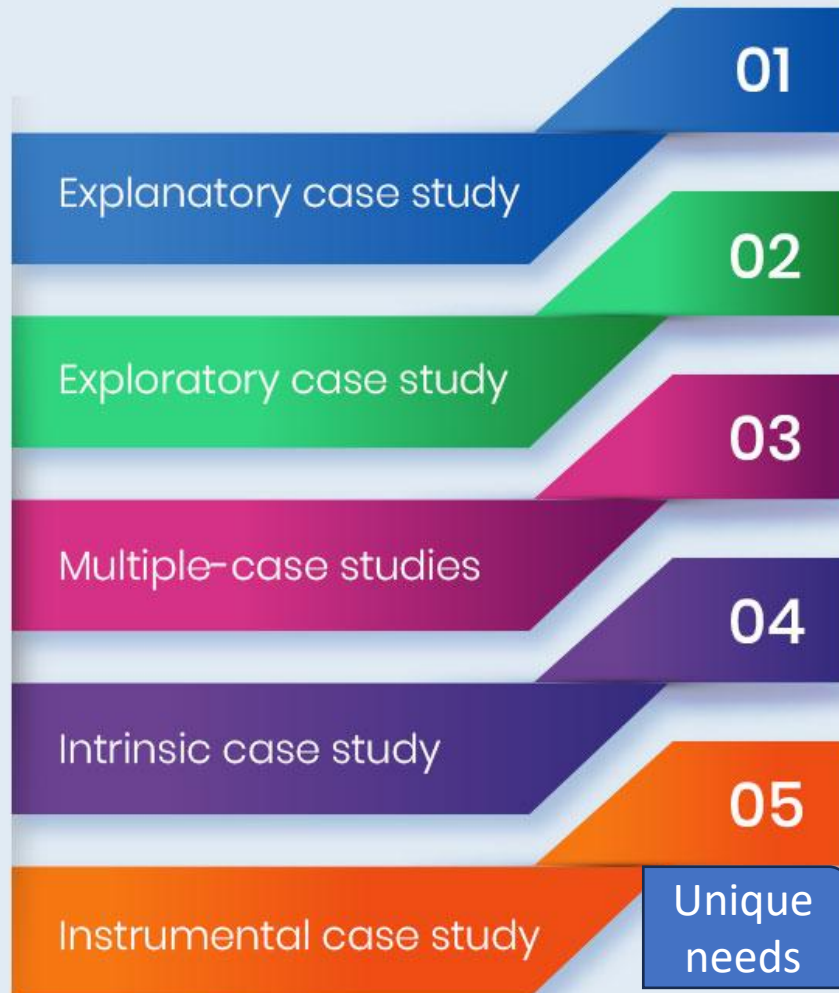 01
Explanatory case study
02
Exploratory case study
03
Multiple-case studies
04
Intrinsic case study
05
Instrumental case study
Unique
needs